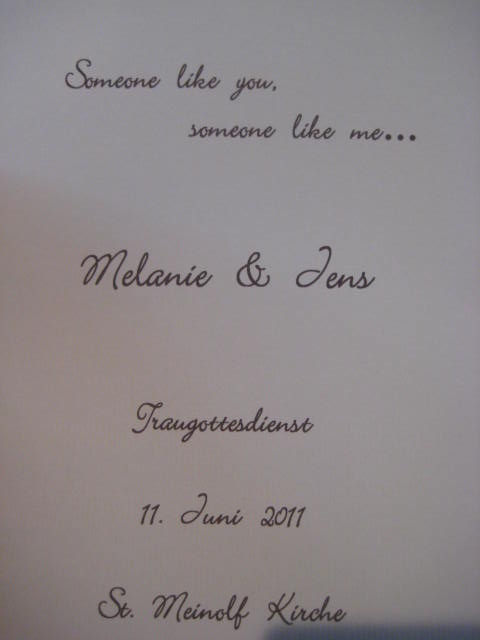 Someone like you,
someone like me...
Melanie & Jens
Traugottesdienst
11. Juni 2011
St. Meinolf Kirche